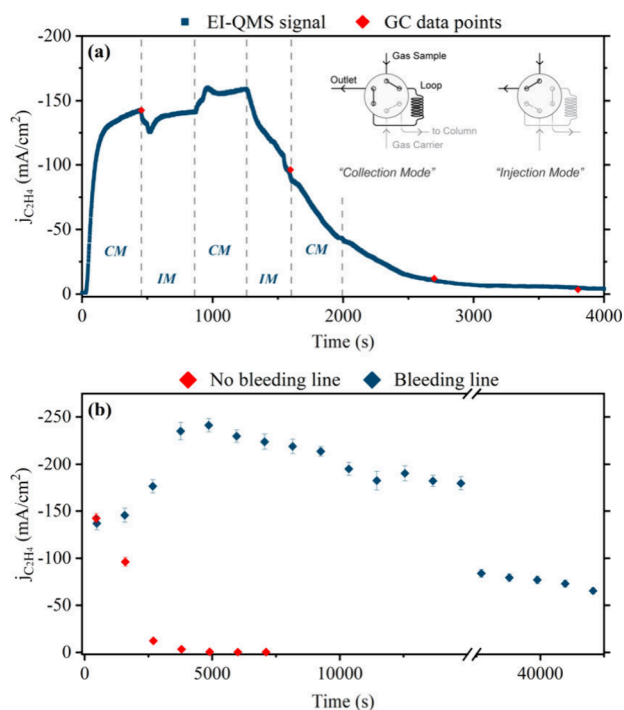 EI-QMS signal GC data points
(a)
-200
-150
-100
-50
0
j_C₂H₄ (mA/cm²)
Gas Sample
Outlet
Loop
to Column
Gas Carrier
"Collection Mode" "Injection Mode"
CM IM CM IM CM
0 1000 2000 3000 4000
Time (s)
No bleeding line Bleeding line
(b)
-250
-200
-150
-100
-50
0
j_C₂H₄ (mA/cm²)
0 5000 10000 40000
Time (s)